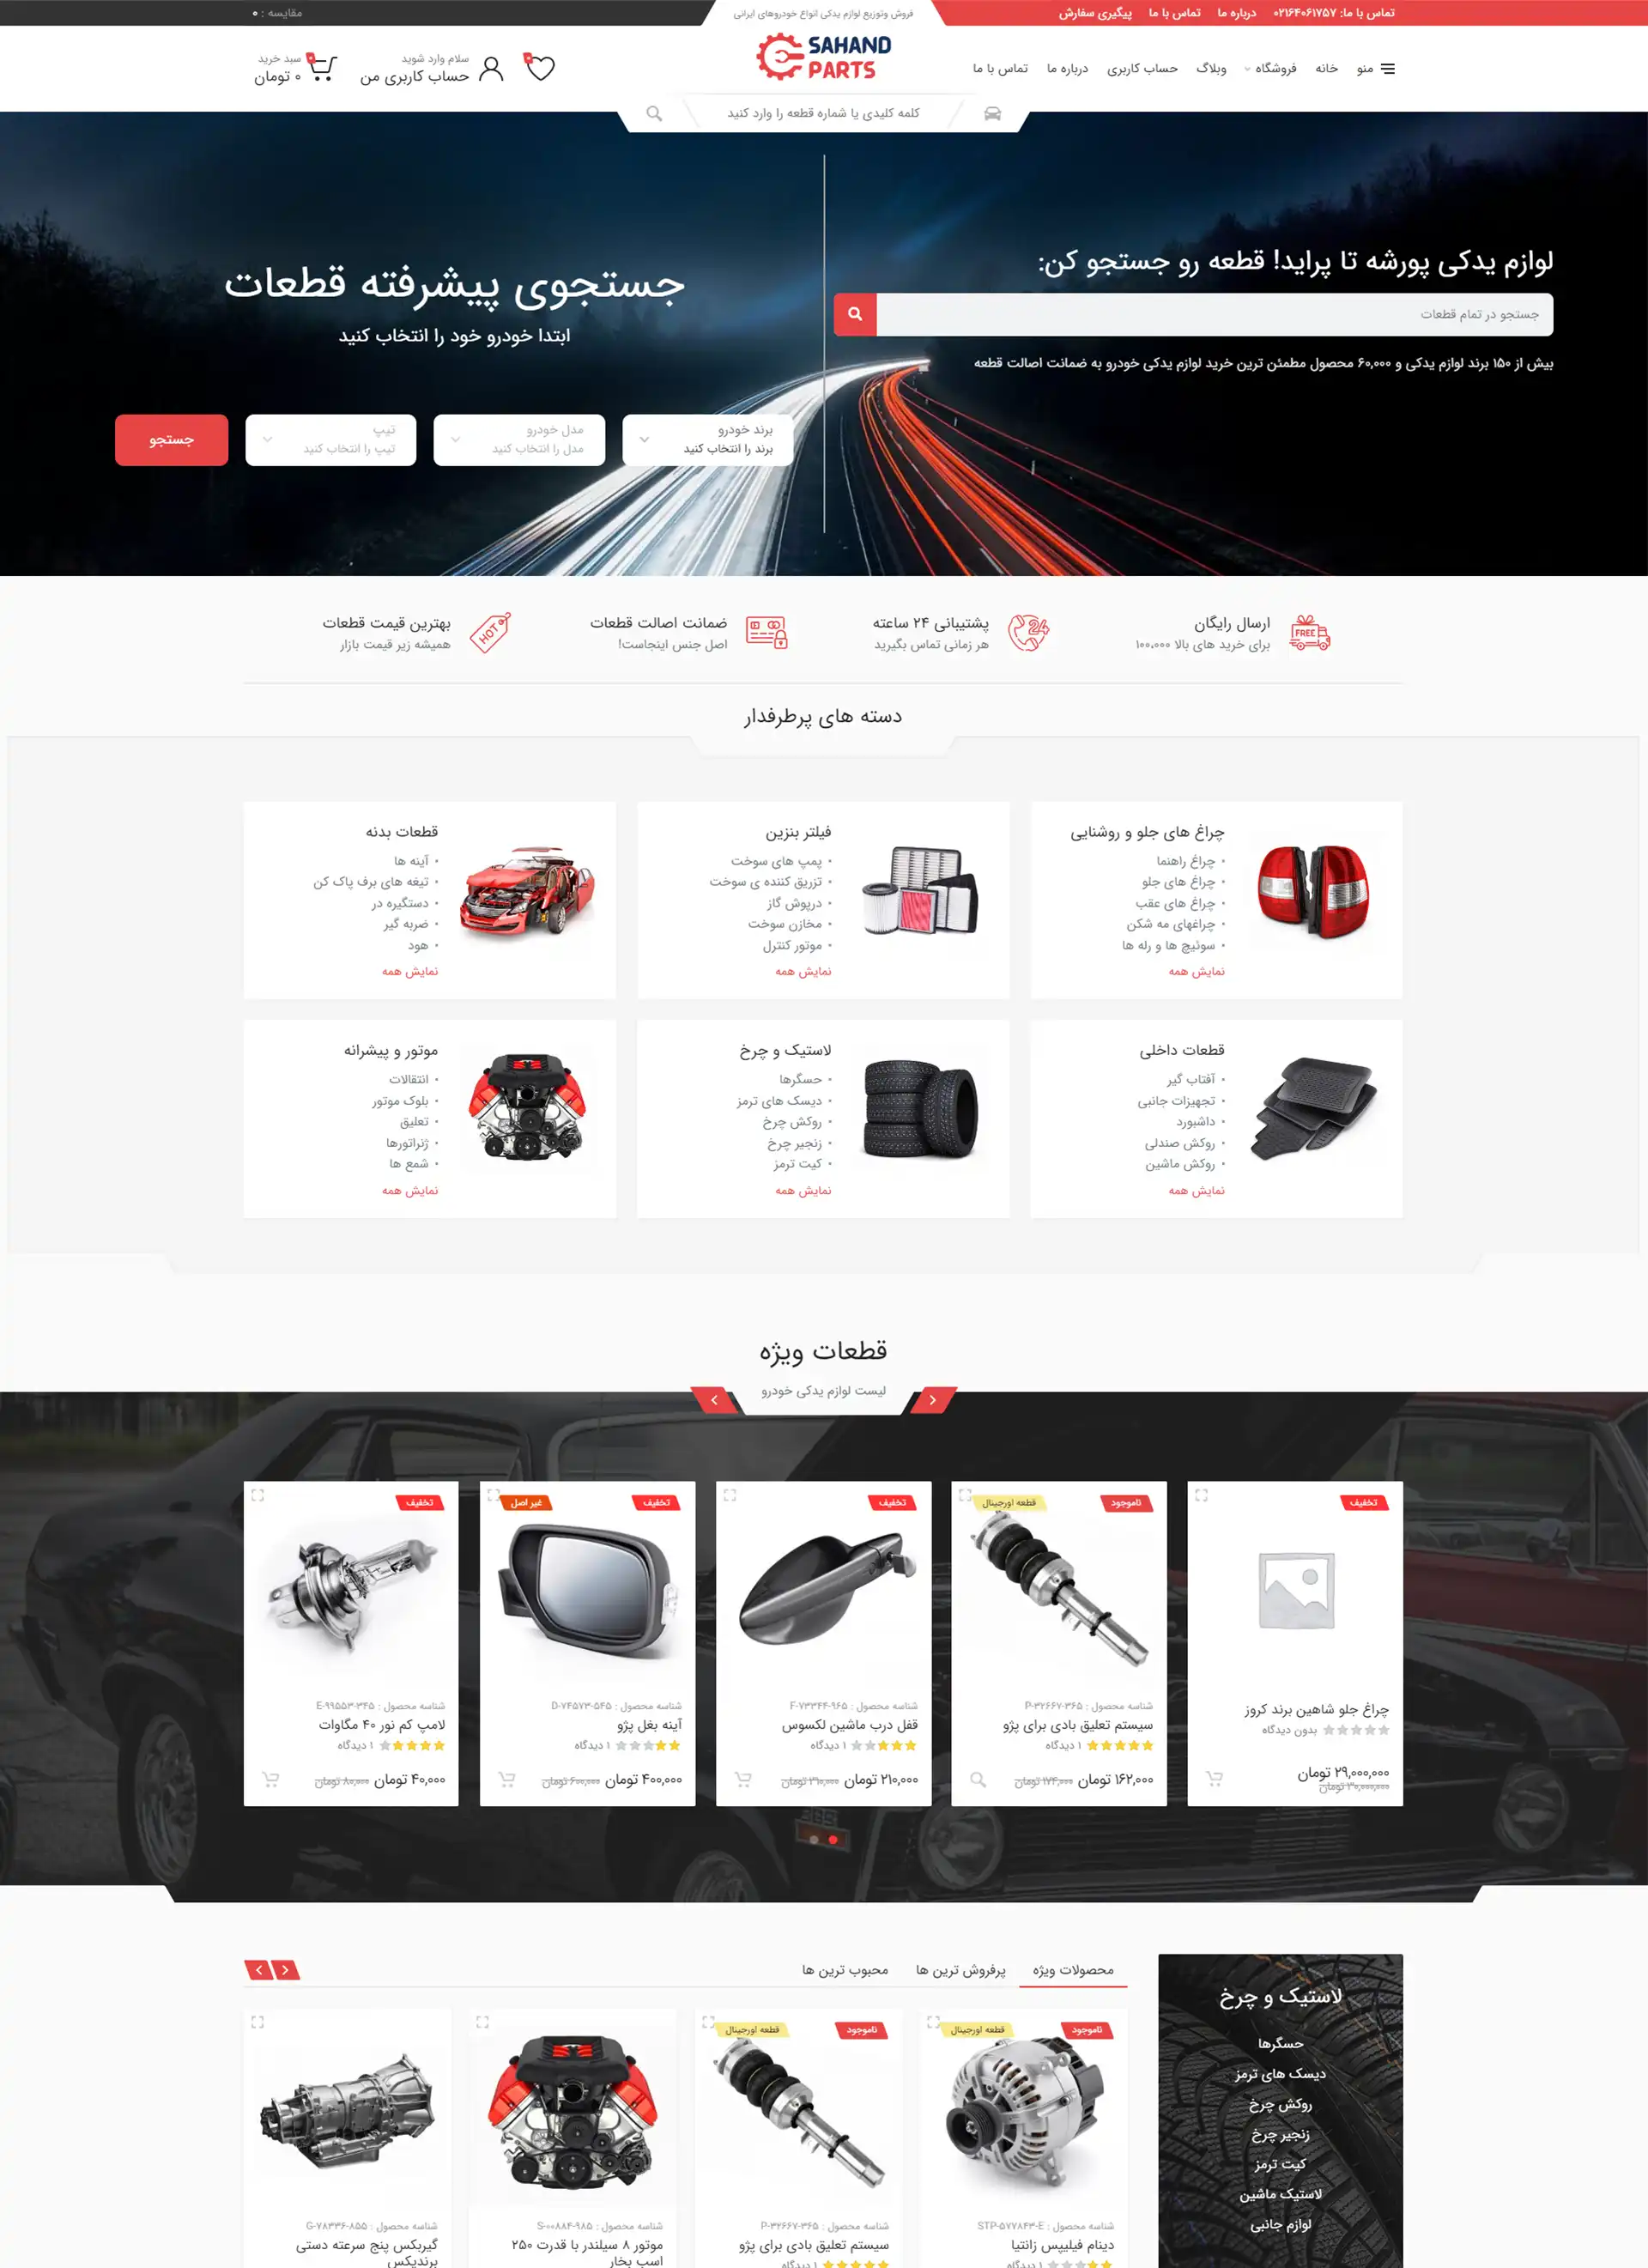 تماس با ما: ۰۲۱۶۴۰۶۱۷۵۷ درباره ما تماس با ما پیگیری سفارش
فروش وتوزیع لوازم یدکی انواع خودروهای ایرانی
مقایسه : ۰
منو خانه فروشگاه وبلاگ حساب کاربری درباره ما تماس با ما
SAHAND
PARTS
سلام وارد شوید
حساب کاربری من
سبد خرید
۰ تومان
کلمه کلیدی یا شماره قطعه را وارد کنید
لوازم یدکی پورشه تا پراید! قطعه رو جستجو کن:
جستجو در تمام قطعات
بیش از ۱۵۰ برند لوازم یدکی و ۶۰,۰۰۰ محصول مطمئن ترین خرید لوازم یدکی خودرو به ضمانت اصالت قطعه
جستجوی پیشرفته قطعات
ابتدا خودرو خود را انتخاب کنید
برند خودرو
برند را انتخاب کنید
مدل خودرو
مدل را انتخاب کنید
تیپ
تیپ را انتخاب کنید
جستجو
FREE
ارسال رایگان
برای خرید های بالا ۱۰۰,۰۰۰
24
پشتیبانی ۲۴ ساعته
هر زمانی تماس بگیرید
ضمانت اصالت قطعات
اصل جنس اینجاست!
HOT
بهترین قیمت قطعات
همیشه زیر قیمت بازار
دسته های پرطرفدار
چراغ های جلو و روشنایی
• چراغ راهنما
• چراغ های جلو
• چراغ های عقب
• چراغهای مه شکن
• سوئیچ ها و رله ها
نمایش همه
فیلتر بنزین
• پمپ های سوخت
• تزریق کننده ی سوخت
• درپوش گاز
• مخازن سوخت
• موتور کنترل
نمایش همه
قطعات بدنه
• آینه ها
• تیغه های برف پاک کن
• دستگیره در
• ضربه گیر
• هود
نمایش همه
قطعات داخلی
• آفتاب گیر
• تجهیزات جانبی
• داشبورد
• روکش صندلی
• روکش ماشین
نمایش همه
لاستیک و چرخ
• حسگرها
• دیسک های ترمز
• روکش چرخ
• زنجیر چرخ
• کیت ترمز
نمایش همه
موتور و پیشرانه
• انتقالات
• بلوک موتور
• تعلیق
• ژنراتورها
• شمع ها
نمایش همه
قطعات ویژه
لیست لوازم یدکی خودرو
تخفیف
چراغ جلو شاهین برند کروز
بدون دیدگاه
۲۹,۰۰۰,۰۰۰ تومان
۳۰,۰۰۰,۰۰۰ تومان
ناموجود
قطعه اورجینال
شناسه محصول : P-۳۲۶۶۷-۳۶۵
سیستم تعلیق بادی برای پژو
۱ دیدگاه
۱۶۲,۰۰۰ تومان ۱۷۴,۰۰۰ تومان
تخفیف
شناسه محصول : F-۷۳۳۴۴-۹۶۵
قفل درب ماشین لکسوس
۱ دیدگاه
۲۱۰,۰۰۰ تومان ۳۱۰,۰۰۰ تومان
تخفیف
غیر اصل
شناسه محصول : D-۷۴۵۷۳-۵۴۵
آینه بغل پژو
۱ دیدگاه
۴۰۰,۰۰۰ تومان ۶۰۰,۰۰۰ تومان
تخفیف
شناسه محصول : E-۹۹۵۵۳-۳۴۵
لامپ کم نور ۴۰ مگاوات
۱ دیدگاه
۴۰,۰۰۰ تومان ۸۰,۰۰۰ تومان
لاستیک و چرخ
حسگرها
دیسک های ترمز
روکش چرخ
زنجیر چرخ
کیت ترمز
لاستیک ماشین
لوازم جانبی
محصولات ویژه پرفروش ترین ها محبوب ترین ها
ناموجود
قطعه اورجینال
شناسه محصول : STP-۵۷۷۸۴۳-E
دینام فیلیپس زانتیا
۱ دیدگاه
ناموجود
قطعه اورجینال
شناسه محصول : P-۳۲۶۶۷-۳۶۵
سیستم تعلیق بادی برای پژو
۱ دیدگاه
شناسه محصول : S-۰۰۸۸۴-۹۸۵
موتور ۸ سیلندر با قدرت ۲۵۰
اسب بخار
شناسه محصول : G-۷۸۳۳۶-۸۵۵
گیربکس پنج سرعته دستی
برندبکس